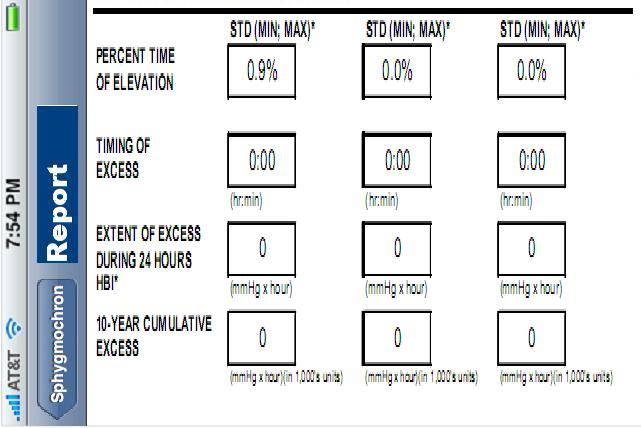 AT&T 7:54 PM
Sphygmochron Report
STD (MIN; MAX)* STD (MIN; MAX)* STD (MIN; MAX)*
PERCENT TIME
OF ELEVATION
0.9% 0.0% 0.0%
TIMING OF
EXCESS
0:00 0:00 0:00
(hr:min) (hr:min) (hr:min)
EXTENT OF EXCESS
DURING 24 HOURS
HBI*
0 0 0
(mmHg x hour) (mmHg x hour) (mmHg x hour)
10-YEAR CUMULATIVE
EXCESS
0 0 0
(mmHg x hour)(in 1,000's units) (mmHg x hour)(in 1,000's units) (mmHg x hour)(in 1,000's units)